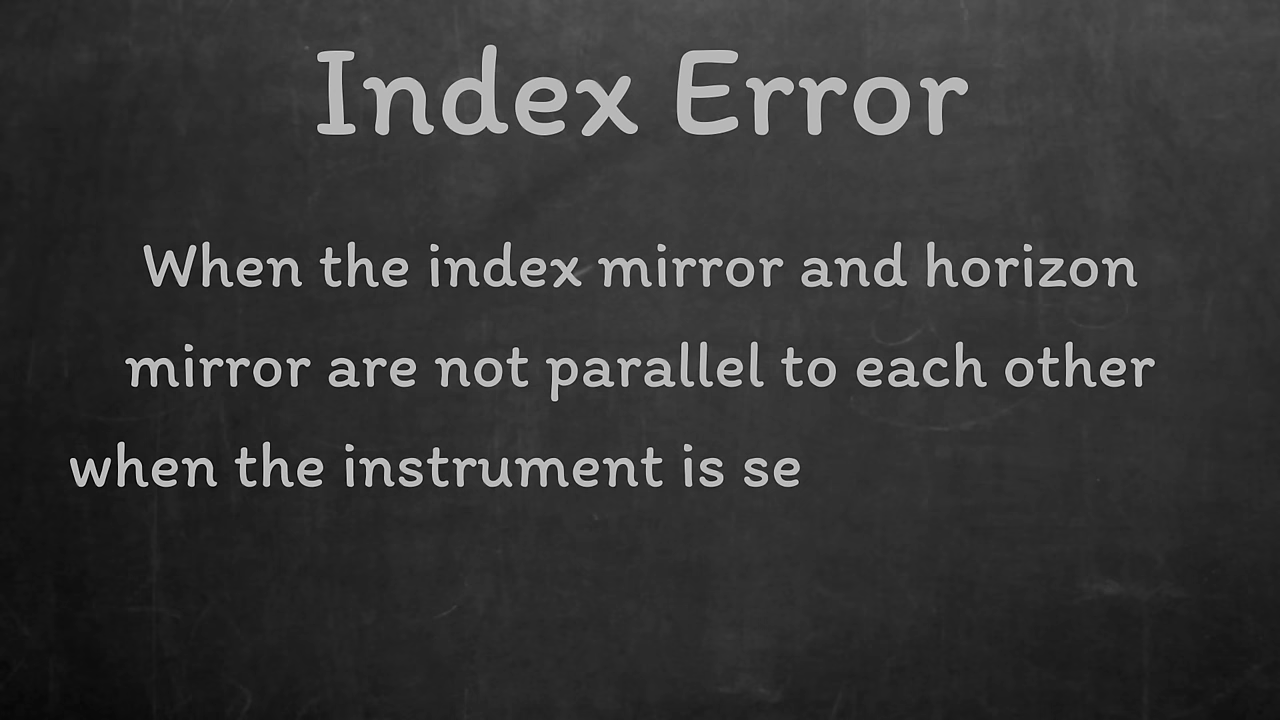 Index Error
When the index mirror and horizon
mirror are not parallel to each other
when the instrument is se